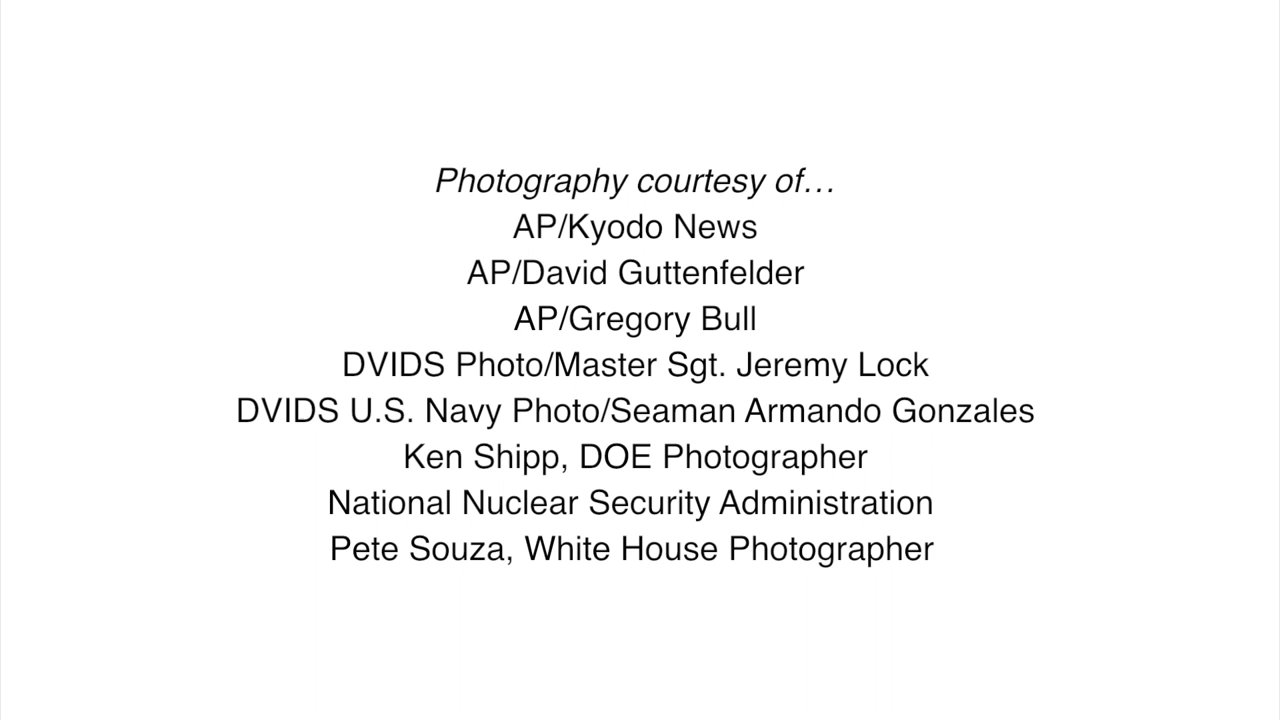 Photography courtesy of…
AP/Kyodo News
AP/David Guttenfelder
AP/Gregory Bull
DVIDS Photo/Master Sgt. Jeremy Lock
DVIDS U.S. Navy Photo/Seaman Armando Gonzales
Ken Shipp, DOE Photographer
National Nuclear Security Administration
Pete Souza, White House Photographer